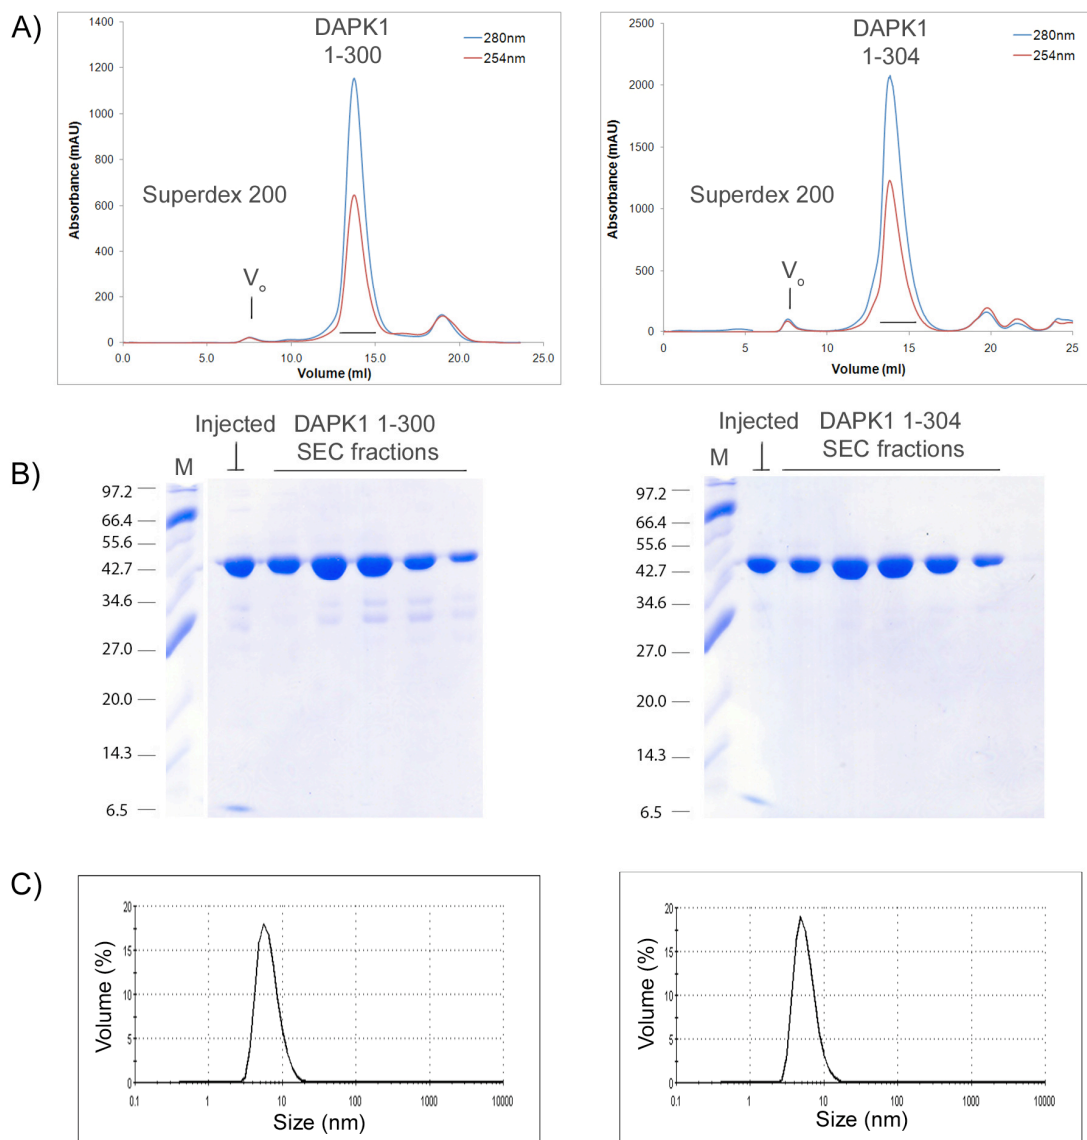 A)
DAPK1
1-300
280nm
254nm
Superdex 200
Vo
Absorbance (mAU)
1400
1200
1000
800
600
400
200
0
0.0 5.0 10.0 15.0 20.0 25.0
Volume (ml)
DAPK1
1-304
280nm
254nm
Superdex 200
Vo
Absorbance (mAU)
2500
2000
1500
1000
500
0
0 5 10 15 20 25
Volume (ml)
B)
M
Injected
DAPK1 1-300
SEC fractions
97.2
66.4
55.6
42.7
34.6
27.0
20.0
14.3
6.5
M
Injected
DAPK1 1-304
SEC fractions
97.2
66.4
55.6
42.7
34.6
27.0
20.0
14.3
6.5
C)
Volume (%)
20
15
10
5
0
0.1 1 10 100 1000 10000
Size (nm)
Volume (%)
20
15
10
5
0
0.1 1 10 100 1000 10000
Size (nm)